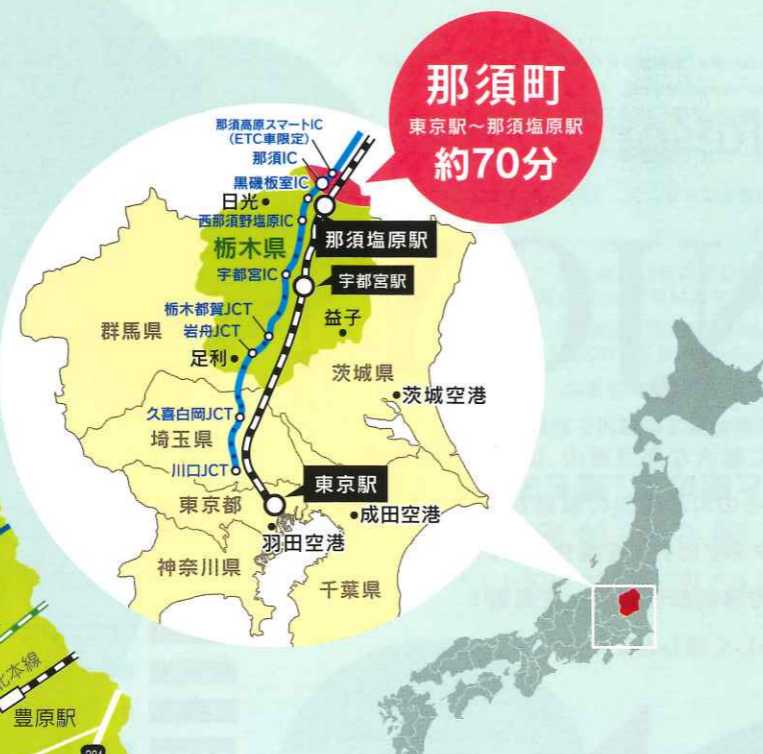 那須町
東京駅～那須塩原駅
約70分
那須高原スマートIC
(ETC車限定)
那須IC
黒磯板室IC
日光
西那須野塩原IC
那須塩原駅
栃木県
宇都宮IC
宇都宮駅
栃木都賀JCT
益子
群馬県
岩舟JCT
足利
茨城県
茨城空港
久喜白岡JCT
埼玉県
川口JCT
東京駅
東京都
成田空港
羽田空港
神奈川県
千葉県
北本線
豊原駅